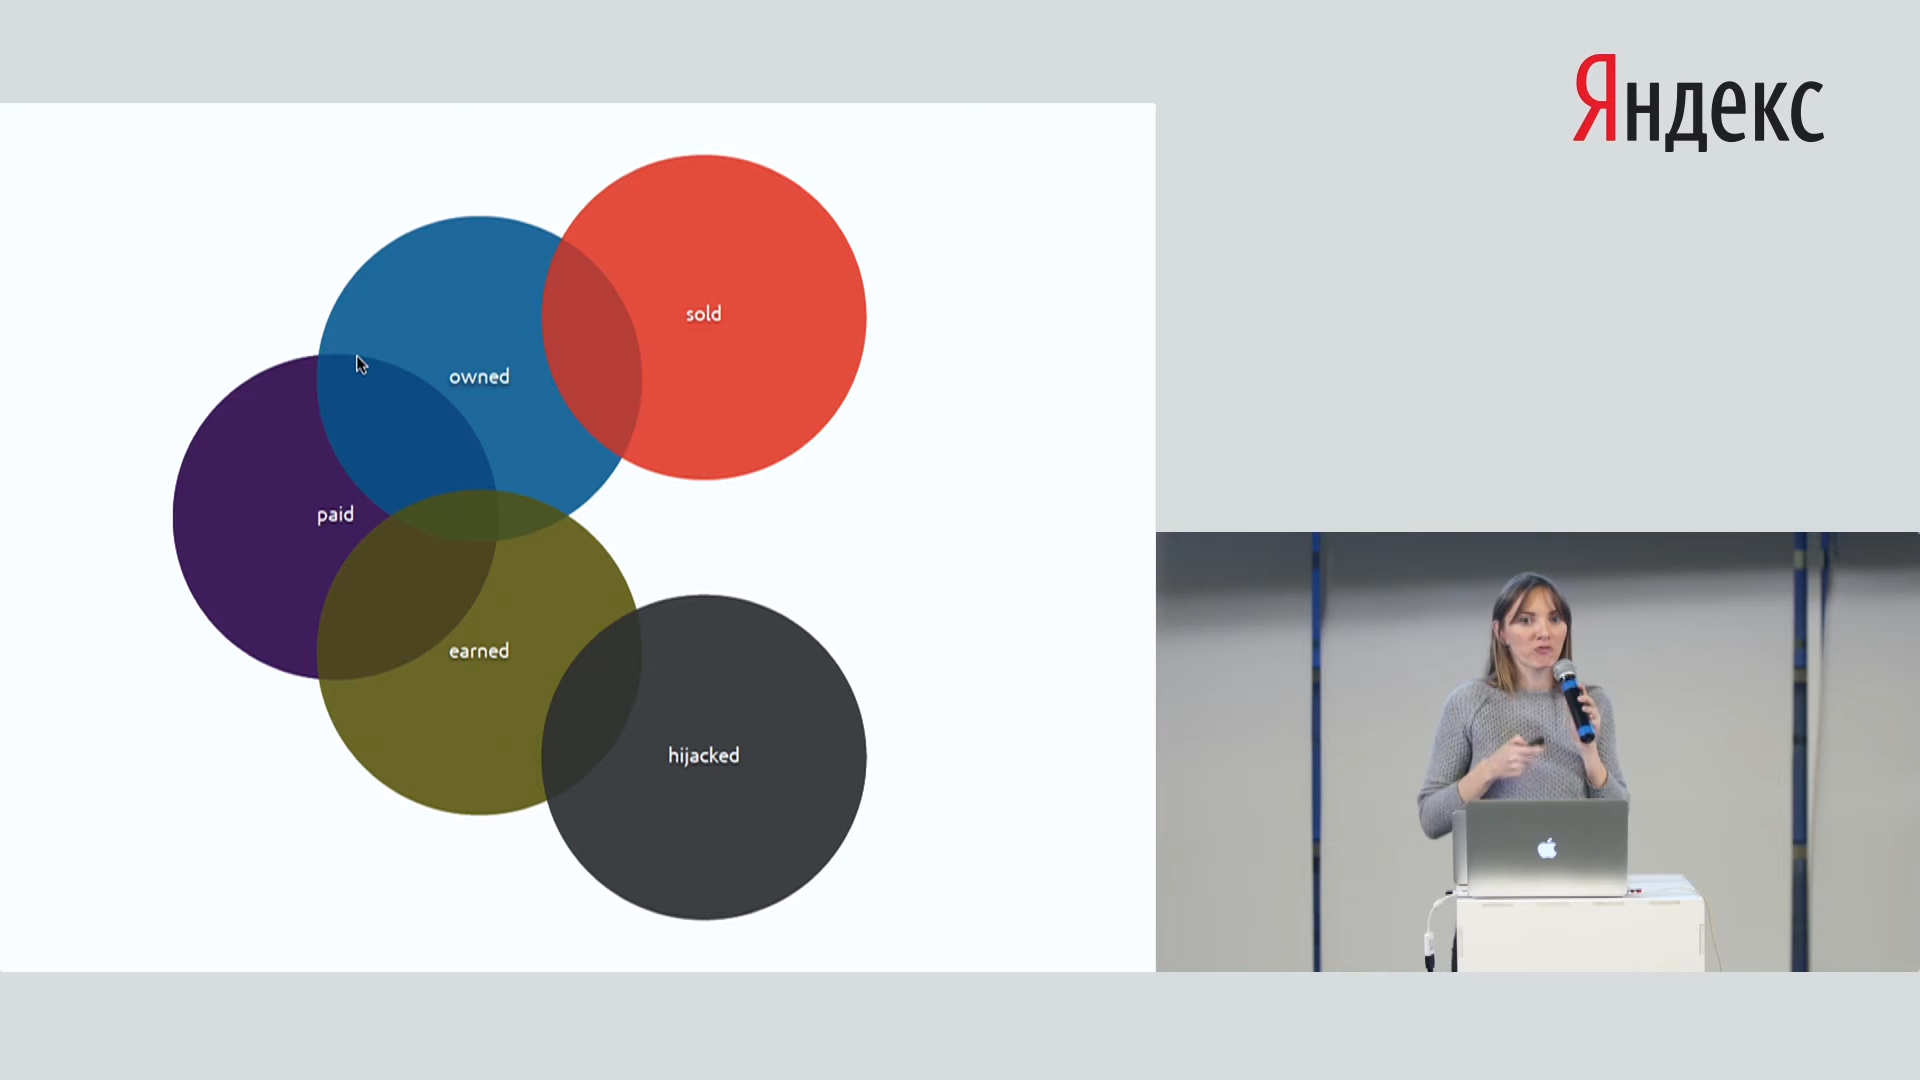 Яндекс
sold
owned
paid
earned
hijacked